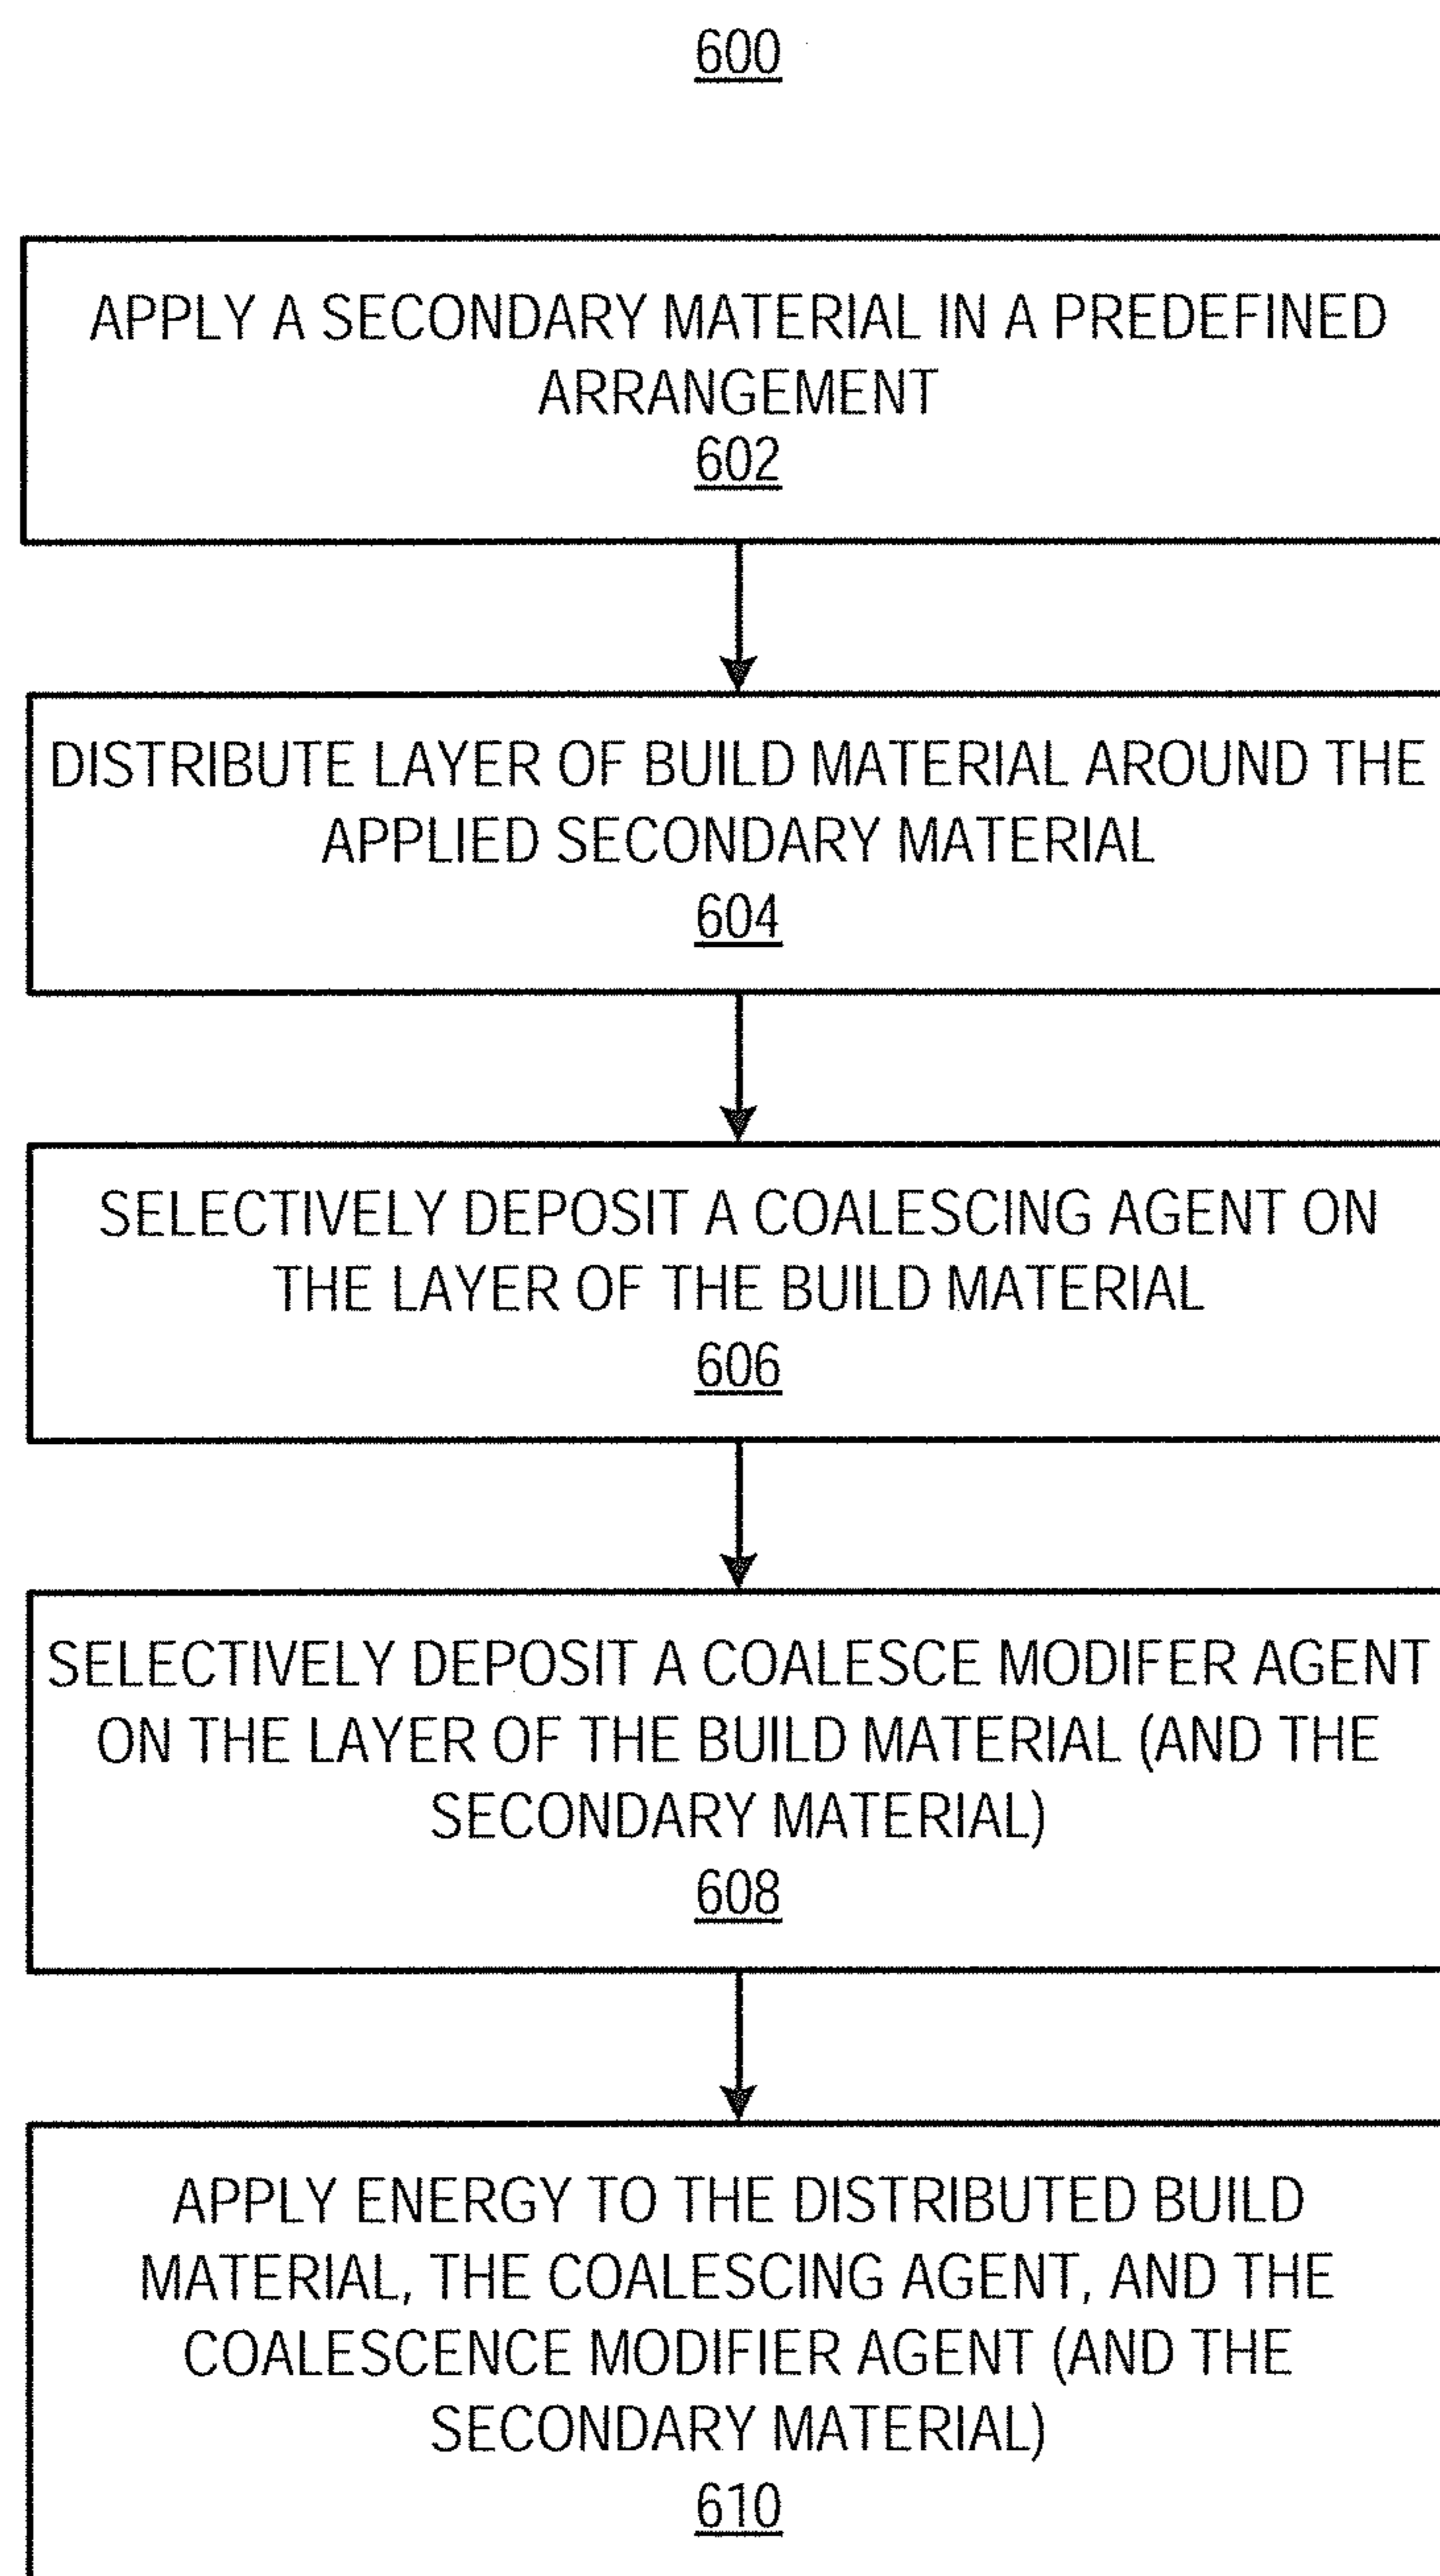 600
APPLY A SECONDARY MATERIAL IN A PREDEFINED
ARRANGEMENT
602
DISTRIBUTE LAYER OF BUILD MATERIAL AROUND THE
APPLIED SECONDARY MATERIAL
604
SELECTIVELY DEPOSIT A COALESCING AGENT ON
THE LAYER OF THE BUILD MATERIAL
606
SELECTIVELY DEPOSIT A COALESCE MODIFER AGENT
ON THE LAYER OF THE BUILD MATERIAL (AND THE
SECONDARY MATERIAL)
608
APPLY ENERGY TO THE DISTRIBUTED BUILD
MATERIAL, THE COALESCING AGENT, AND THE
COALESCENCE MODIFIER AGENT (AND THE
SECONDARY MATERIAL)
610